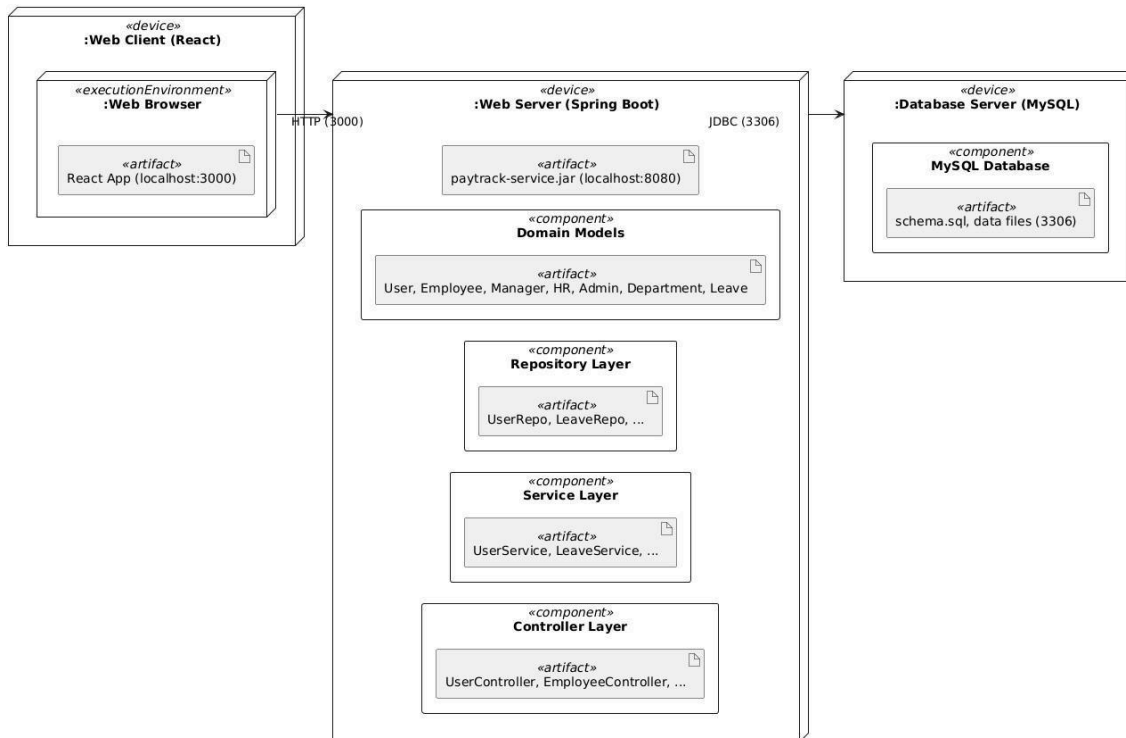 «device»
:Web Client (React)
«executionEnvironment»
:Web Browser
«artifact»
React App (localhost:3000)
HTTP (3000)
«device»
:Web Server (Spring Boot)
JDBC (3306)
«artifact»
paytrack-service.jar (localhost:8080)
«component»
Domain Models
«artifact»
User, Employee, Manager, HR, Admin, Department, Leave
«component»
Repository Layer
«artifact»
UserRepo, LeaveRepo, ...
«component»
Service Layer
«artifact»
UserService, LeaveService, ...
«component»
Controller Layer
«artifact»
UserController, EmployeeController, ...
«device»
:Database Server (MySQL)
«component»
MySQL Database
«artifact»
schema.sql, data files (3306)